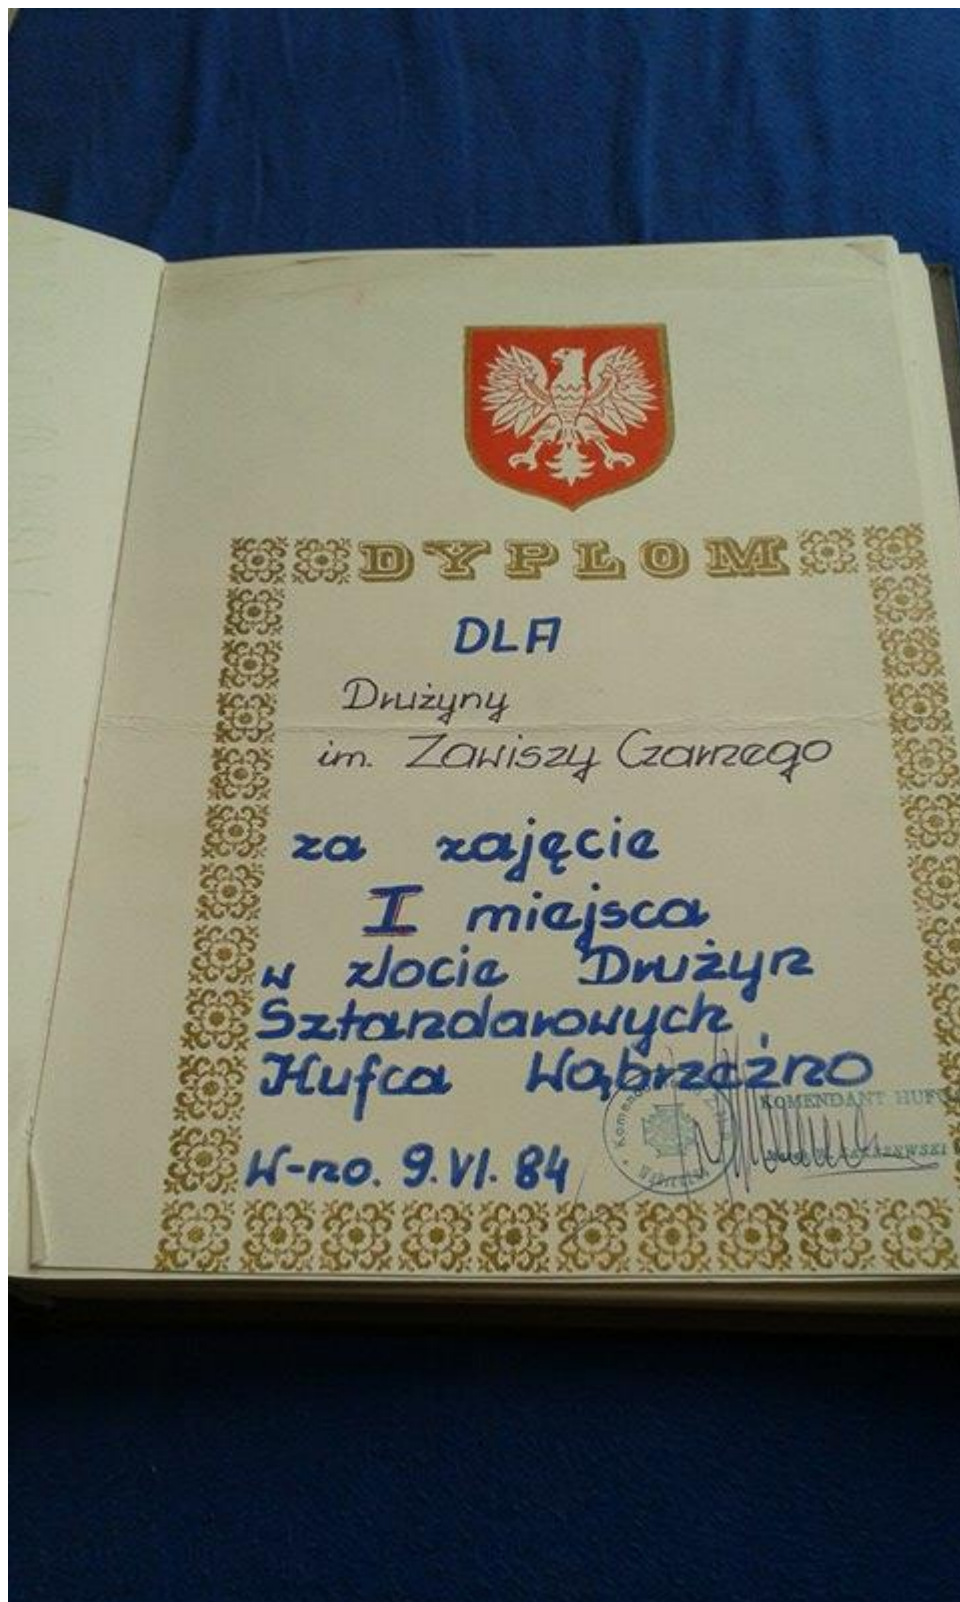 DYPLOM
DLA
Drużyny
im. Zawiszy Czarnego
za zajęcie
I miejsca
w zlocie Drużyn
Sztandarowych
Hufca Wąbrzeźno
KOMENDANT
W-no. 9.VI.84